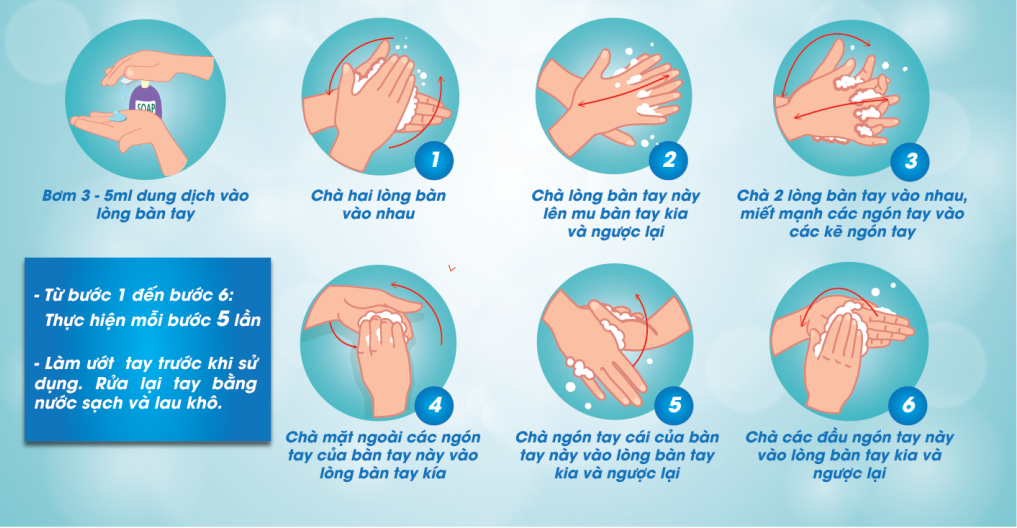 SOAP
Bơm 3 - 5ml dung dịch vào
lòng bàn tay
1
Chà hai lòng bàn
vào nhau
2
Chà lòng bàn tay này
lên mu bàn tay kia
và ngược lại
3
Chà 2 lòng bàn tay vào nhau,
miết mạnh các ngón tay vào
các kẽ ngón tay
- Từ bước 1 đến bước 6:
Thực hiện mỗi bước 5 lần
- Làm ướt tay trước khi sử
dụng. Rửa lại tay bằng
nước sạch và lau khô.
4
Chà mặt ngoài các ngón
tay của bàn tay này vào
lòng bàn tay kía
5
Chà ngón tay cái của bàn
tay này vào lòng bàn tay
kia và ngược lại
6
Chà các đầu ngón tay này
vào lòng bàn tay kia và
ngược lại